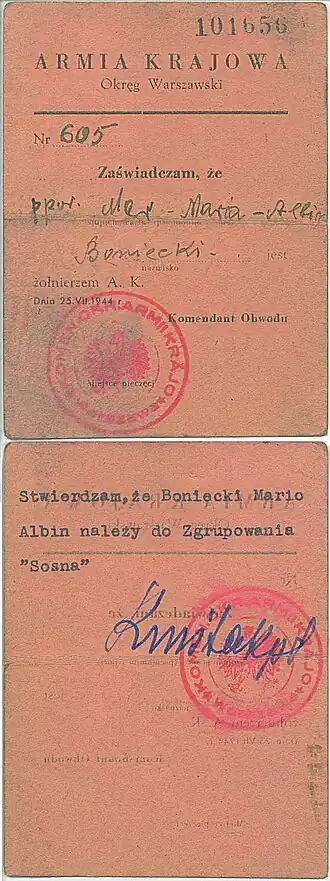 101656
ARMIA KRAJOWA
Okręg Warszawski
Nr 605
Zaświadczam, że
ppor. Mar - Maria - Albin
Boniecki - jest
nazwisko
żołnierzem A. K.
Dnia 25.VII.1944 r.
Komendant Obwodu
Miejsce pieczęci
Stwierdzam,że Boniecki Mario
Albin należy do Zgrupowania
"Sosna"